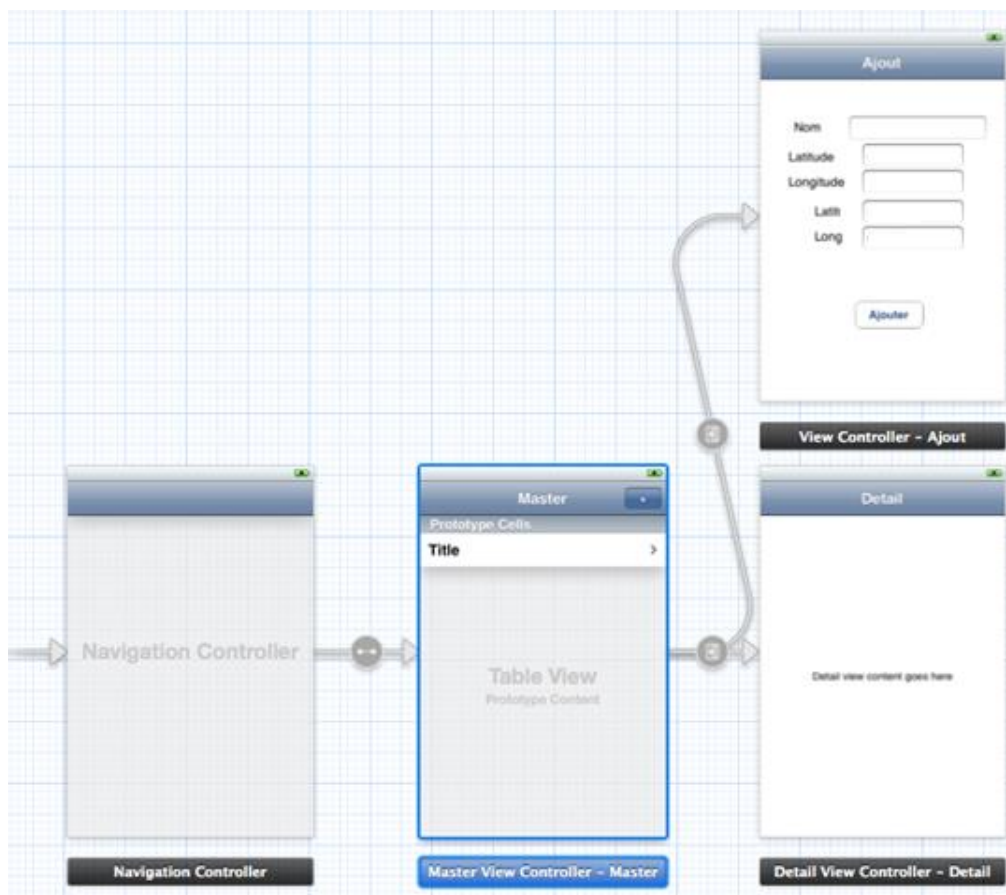 Ajout
Nom
Latitude
Longitude
Latit
Long
Ajouter
View Controller - Ajout
Navigation Controller
Navigation Controller
Master
Prototype Cells
Title
Table View
Prototype Content
Master View Controller - Master
Detail
Detail view content goes here
Detail View Controller - Detail